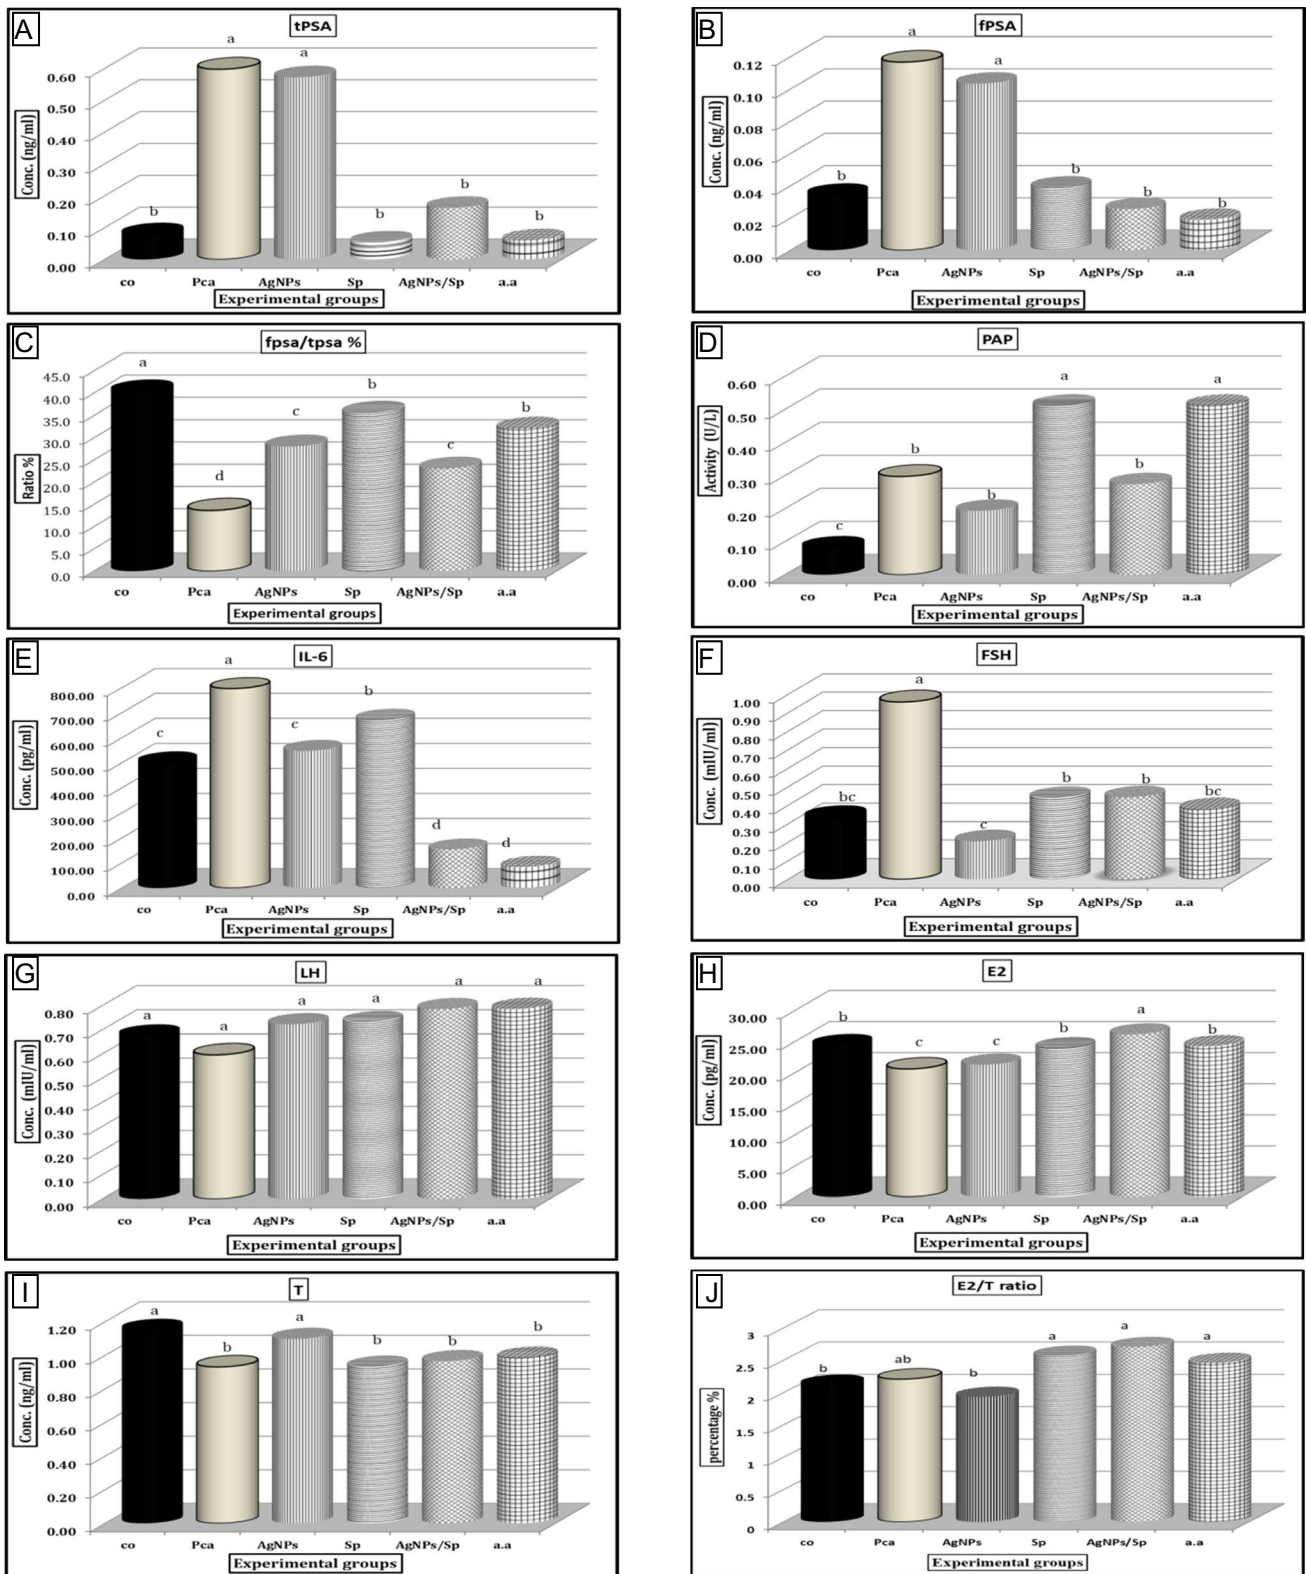 A
tPSA
Conc. (ng/ml)
0.60
0.50
0.40
0.30
0.20
0.10
0.00
b
a
a
b
b
b
co Pca AgNPs Sp AgNPs/Sp a.a
Experimental groups
B
fPSA
Conc. (ng/ml)
0.12
0.10
0.08
0.06
0.04
0.02
0.00
b
a
a
b
b
b
co Pca AgNPs Sp AgNPs/Sp a.a
Experimental groups
C
fpsa/tpsa %
Ratio %
45.0
40.0
35.0
30.0
25.0
20.0
15.0
10.0
5.0
0.0
a
d
c
b
c
b
co Pca AgNPs Sp AgNPs/Sp a.a
Experimental groups
D
PAP
Activity (U/L)
0.60
0.50
0.40
0.30
0.20
0.10
0.00
c
b
b
a
b
a
co Pca AgNPs Sp AgNPs/Sp a.a
Experimental groups
E
IL-6
Conc. (pg/ml)
800.00
700.00
600.00
500.00
400.00
300.00
200.00
100.00
0.00
c
a
c
b
d
d
co Pca AgNPs Sp AgNPs/Sp a.a
Experimental groups
F
FSH
Conc. (mIU/ml)
1.00
0.90
0.80
0.70
0.60
0.50
0.40
0.30
0.20
0.10
0.00
bc
a
c
b
b
bc
co Pca AgNPs Sp AgNPs/Sp a.a
Experimental groups
G
LH
Conc. (mIU/ml)
0.80
0.70
0.60
0.50
0.40
0.30
0.20
0.10
0.00
a
a
a
a
a
a
co Pca AgNPs Sp AgNPs/Sp a.a
Experimental groups
H
E2
Conc. (pg/ml)
30.00
25.00
20.00
15.00
10.00
5.00
0.00
b
c
c
b
a
b
co Pca AgNPs Sp AgNPs/Sp a.a
Experimental groups
I
T
Conc. (ng/ml)
1.20
1.00
0.80
0.60
0.40
0.20
0.00
a
b
a
b
b
b
co Pca AgNPs Sp AgNPs/Sp a.a
Experimental groups
J
E2/T ratio
percentage %
3
2.5
2
1.5
1
0.5
0
b
ab
b
a
a
a
co Pca AgNPs Sp AgNPs/Sp a.a
Experimental groups